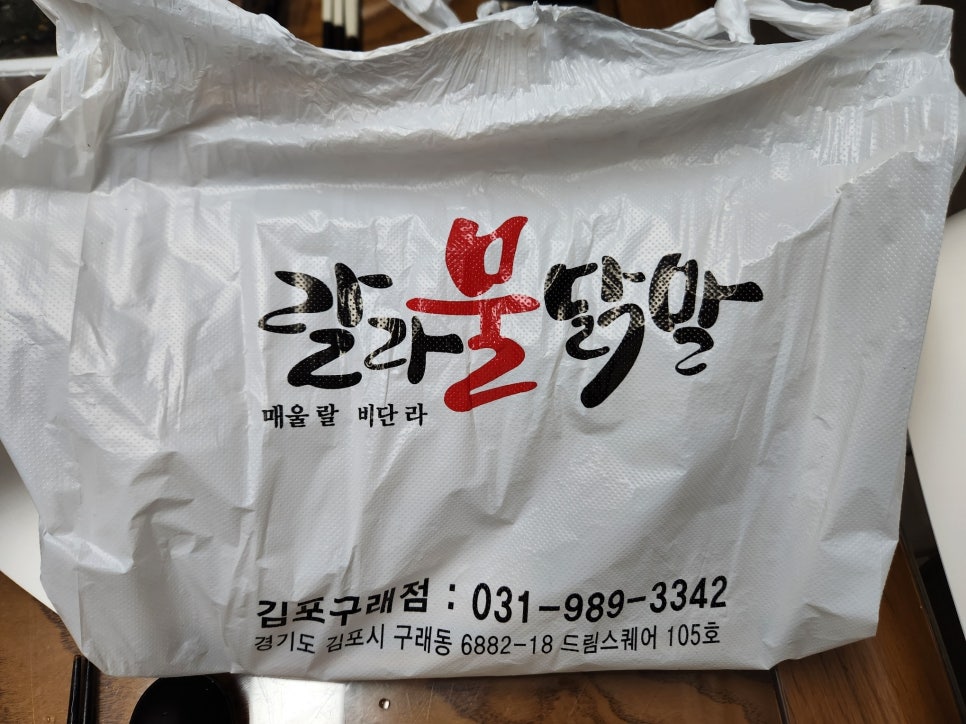 랄라불닭발
매울 랄 비단 라
김포구래점 : 031-989-3342
경기도 김포시 구래동 6882-18 드림스퀘어 105호